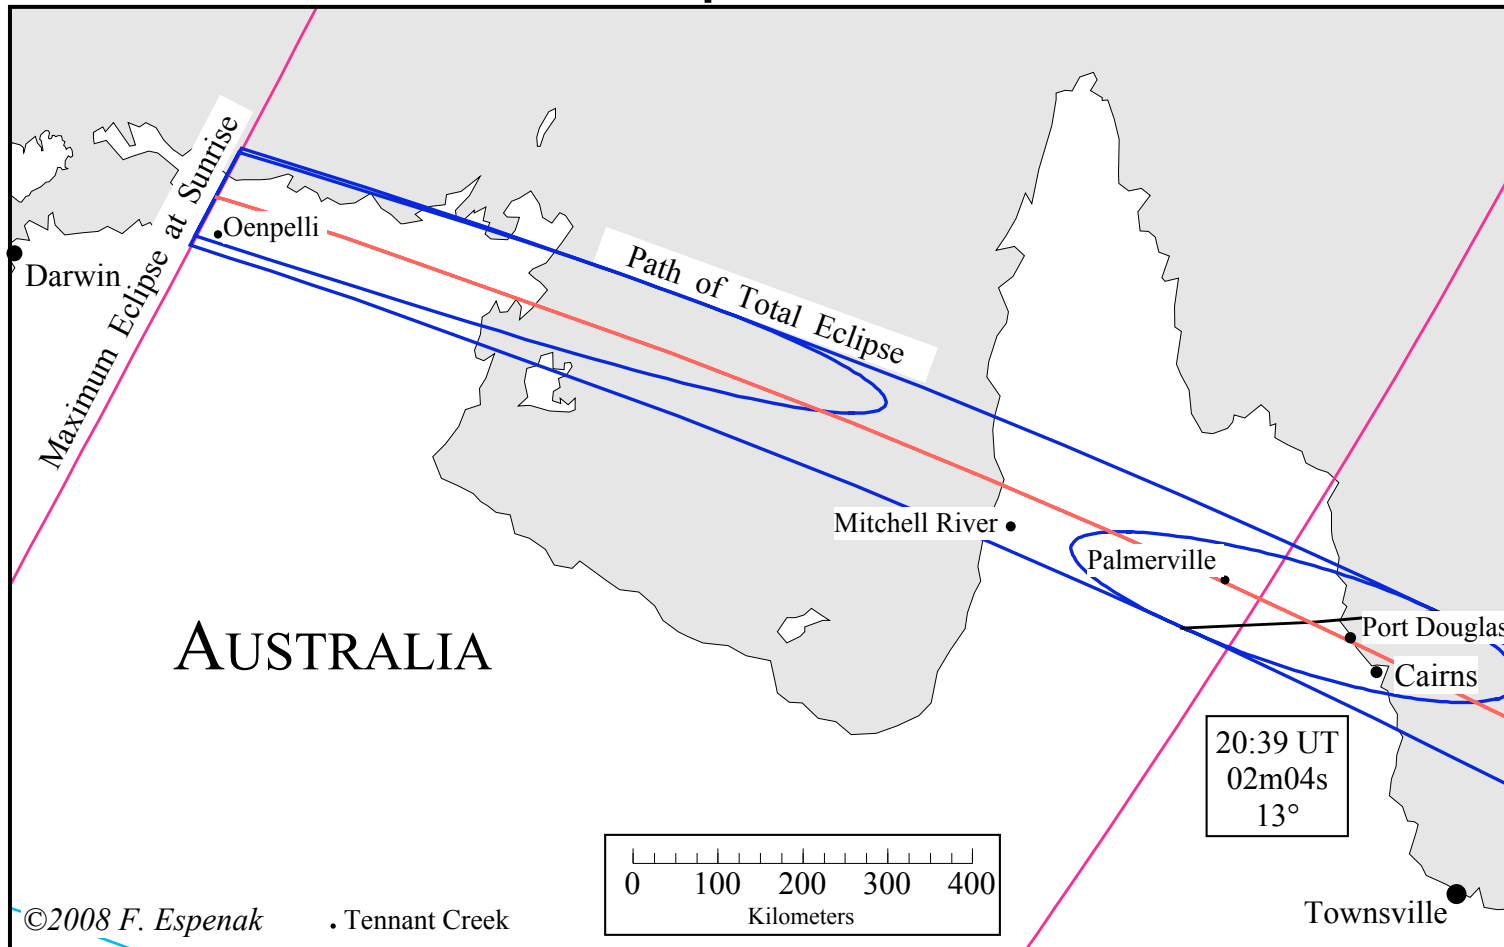 Maximum Eclipse at Sunrise
Oenpelli
Darwin
Path of Total Eclipse
Mitchell River
Palmerville
Port Douglas
Cairns
AUSTRALIA
20:39 UT
02m04s
13°
0 100 200 300 400
Kilometers
Townsville
©2008 F. Espenak
Tennant Creek